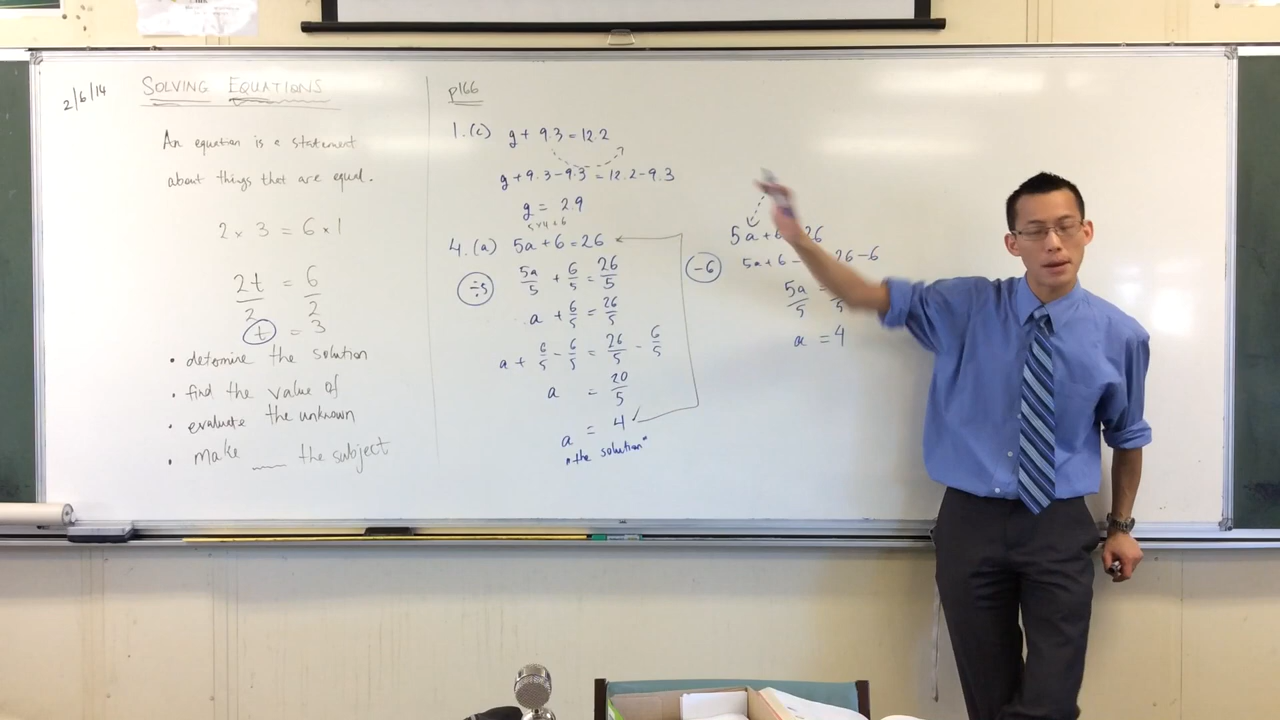 2/6/14
SOLVING EQUATIONS
An equation is a statement
about things that are equal.
2 × 3 = 6 × 1
2t/2 = 6/2
t = 3
• determine the solution
• find the value of
• evaluate the unknown
• make ___ the subject
p166
1.(c) g + 9.3 = 12.2
g + 9.3 - 9.3 = 12.2 - 9.3
g = 2.9
5×4+6
4.(a) 5a + 6 = 26
÷5 5a/5 + 6/5 = 26/5
a + 6/5 = 26/5
a + 6/5 - 6/5 = 26/5 - 6/5
a = 20/5
a = 4
"the solution"
5a + 6 26
-6 5a + 6 - 26 - 6
5a/5 = /5
a = 4